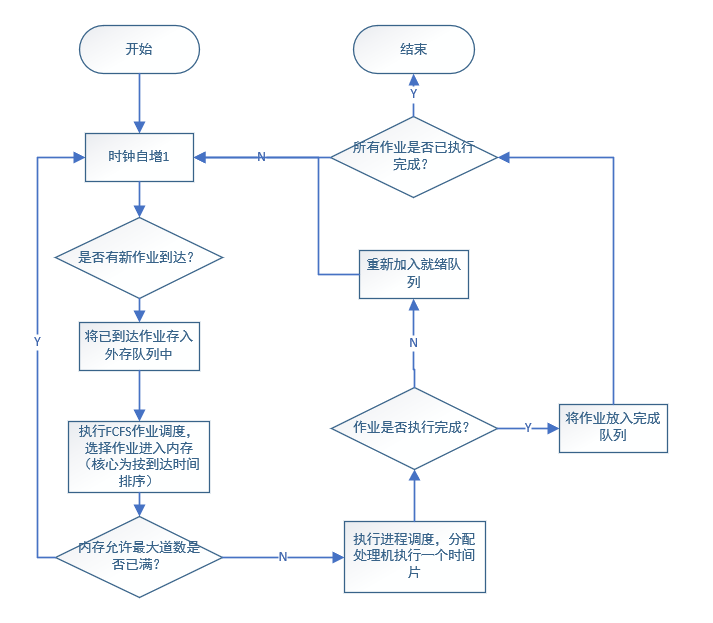 开始
结束
Y
所有作业是否已执行
完成？
N
时钟自增1
是否有新作业到达？
重新加入就绪队
列
将已到达作业存入
外存队列中
Y
N
作业是否执行完成？
Y
将作业放入完成
队列
执行FCFS作业调度，
选择作业进入内存
（核心为按到达时间
排序）
内存允许最大道数是
否已满？
N
执行进程调度，分配
处理机执行一个时间
片